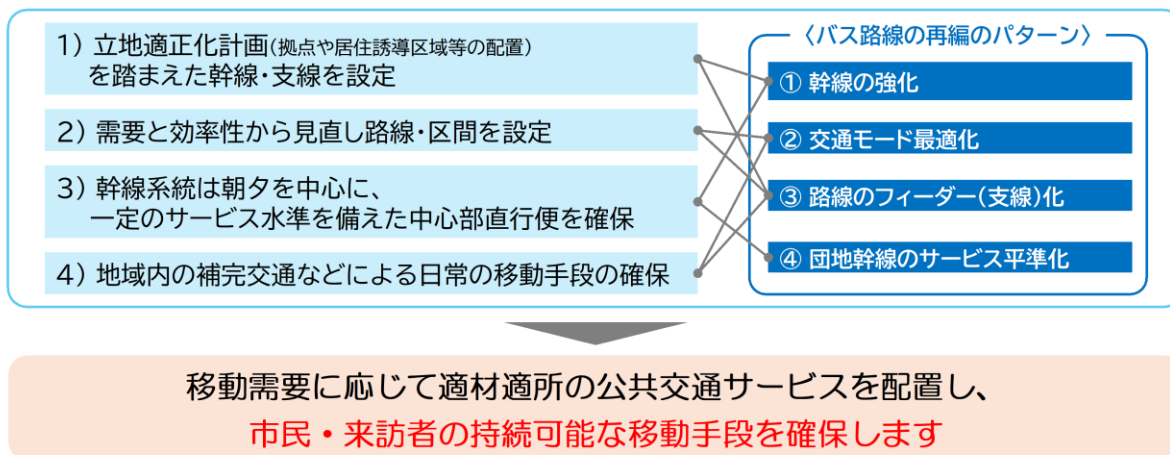 1）立地適正化計画(拠点や居住誘導区域等の配置)
を踏まえた幹線・支線を設定
2）需要と効率性から見直し路線・区間を設定
3）幹線系統は朝夕を中心に、
一定のサービス水準を備えた中心部直行便を確保
4）地域内の補完交通などによる日常の移動手段の確保
〈バス路線の再編のパターン〉
① 幹線の強化
② 交通モード最適化
③ 路線のフィーダー(支線)化
④ 団地幹線のサービス平準化
移動需要に応じて適材適所の公共交通サービスを配置し、
市民・来訪者の持続可能な移動手段を確保します